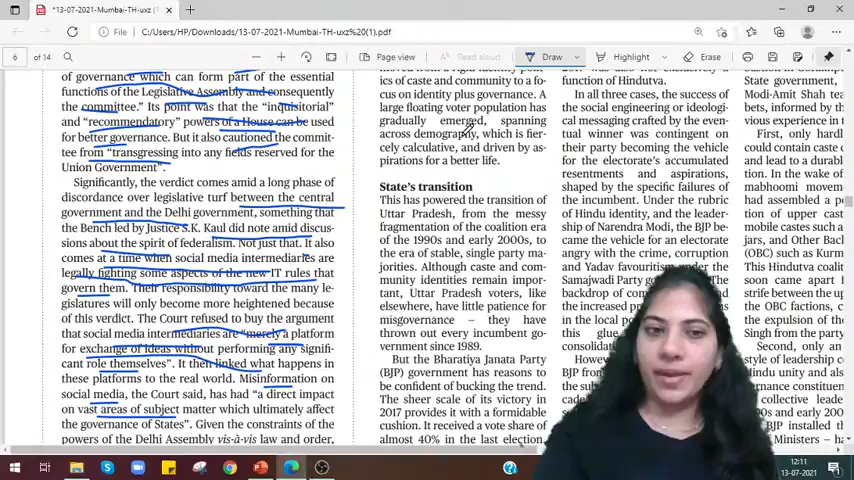 *13-07-2021-Mumbai-TH-uxz (1).p
File
C:/Users/HP/Downloads/13-07-2021-Mumbai-TH-uxz%20(1).pdf
6 of 14
Page view
Read aloud
Draw
Highlight
Erase
of governance which can form part of the essential
functions of the Legislative Assembly and consequently
the committee." Its point was that the "inquisitorial"
and "recommendatory" powers of a House can be used
for better governance. But it also cautioned the commit-
tee from "transgressing into any fields reserved for the
Union Government".
Significantly, the verdict comes amid a long phase of
discordance over legislative turf between the central
government and the Delhi government, something that
the Bench led by Justice S.K. Kaul did note amid discus-
sions about the spirit of federalism. Not just that. It also
comes at a time when social media intermediaries are
legally fighting some aspects of the new IT rules that
govern them. Their responsibility toward the many le-
gislatures will only become more heightened because
of this verdict. The Court refused to buy the argument
that social media intermediaries are "merely a platform
for exchange of ideas without performing any signifi-
cant role themselves". It then linked what happens in
these platforms to the real world. Misinformation on
social media, the Court said, has had "a direct impact
on vast areas of subject matter which ultimately affect
the governance of States". Given the constraints of the
powers of the Delhi Assembly vis-à-vis law and order,
ics of caste and community to a fo-
cus on identity plus governance. A
large floating voter population has
gradually emerged, spanning
across demography, which is fier-
cely calculative, and driven by as-
pirations for a better life.
State's transition
This has powered the transition of
Uttar Pradesh, from the messy
fragmentation of the coalition era
of the 1990s and early 2000s, to
the era of stable, single party ma-
jorities. Although caste and com-
munity identities remain impor-
tant, Uttar Pradesh voters, like
elsewhere, have little patience for
misgovernance – they have
thrown out every incumbent go-
vernment since 1989.
But the Bharatiya Janata Party
(BJP) government has reasons to
be confident of bucking the trend.
The sheer scale of its victory in
2017 provides it with a formidable
cushion. It received a vote share of
almost 40% in the last election,
function of Hindutva.
In all three cases, the success of
the social engineering or ideologi-
cal messaging crafted by the even-
tual winner was contingent on
their party becoming the vehicle
for the electorate's accumulated
resentments and aspirations,
shaped by the specific failures of
the incumbent. Under the rubric
of Hindu identity, and the leader-
ship of Narendra Modi, the BJP
became the vehicle for an electorate
angry with the crime, corruption
and Yadav favouritism under the
Samajwadi Party
backdrop of
and the increased
in the local
this glue
consolidat
Howe
BJP from
the sub
State government,
Modi-Amit Shah tea
bets, informed by th
vious experience in
First, only hardl
could contain caste d
and lead to a durabl
tion. In the wake of
mabhoomi movem
had assembled a po
tion of upper cast
mobile castes such a
jars, and Other Back
(OBC) such as Kurm
This Hindu coalition
soon came apart
strife between the up
the OBC factions, c
the expulsion of
Singh from the party
Second, only an
style of leadership c
Hindu unity and als
ernance constituen
collective leader
90s and early 200
BJP installed th
Ministers – ha
12:11
13-07-2021